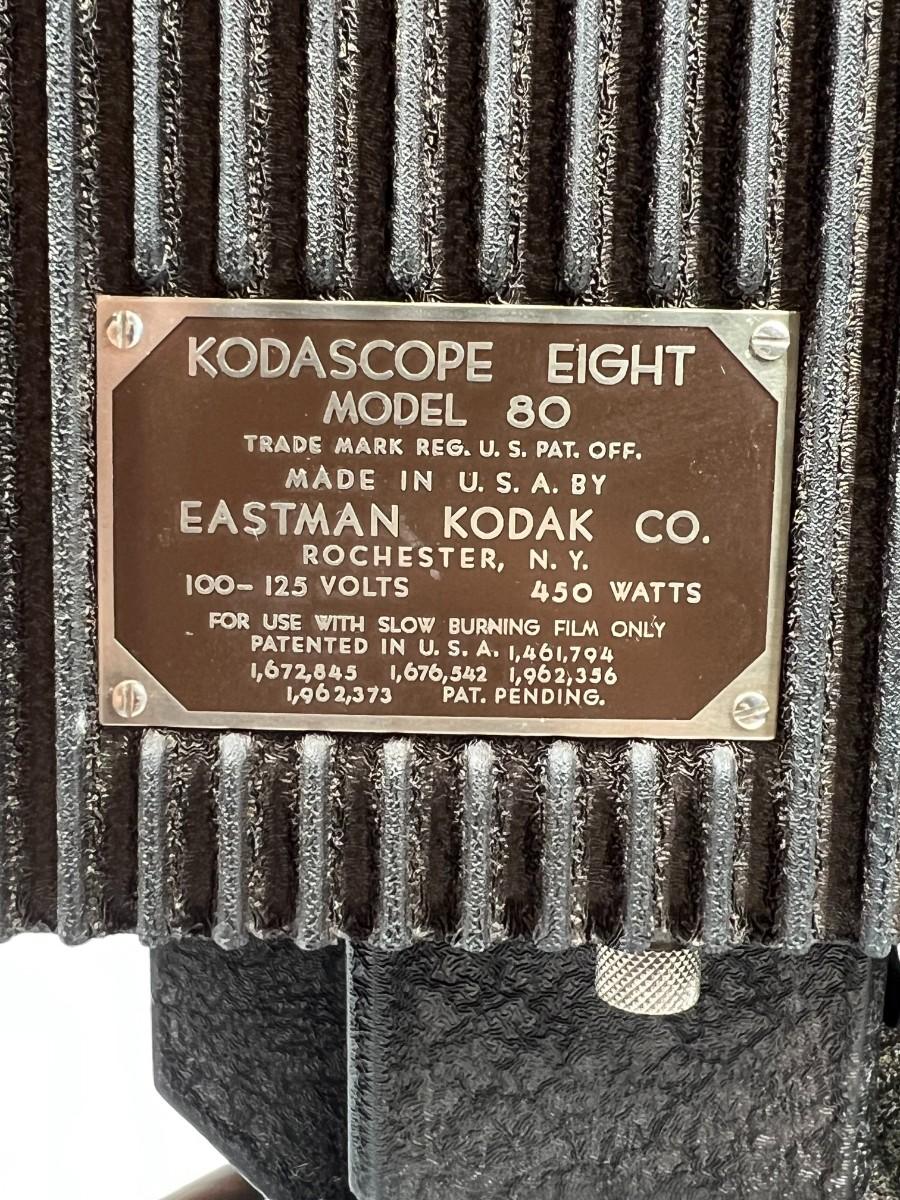 KODASCOPE EIGHT
MODEL 80
TRADE MARK REG. U. S. PAT. OFF.
MADE IN U. S. A. BY
EASTMAN KODAK CO.
ROCHESTER, N. Y.
100-125 VOLTS 450 WATTS
FOR USE WITH SLOW BURNING FILM ONLY
PATENTED IN U. S. A. 1,461,794
1,672,845 1,676,542 1,962,356
1,962,373 PAT. PENDING.